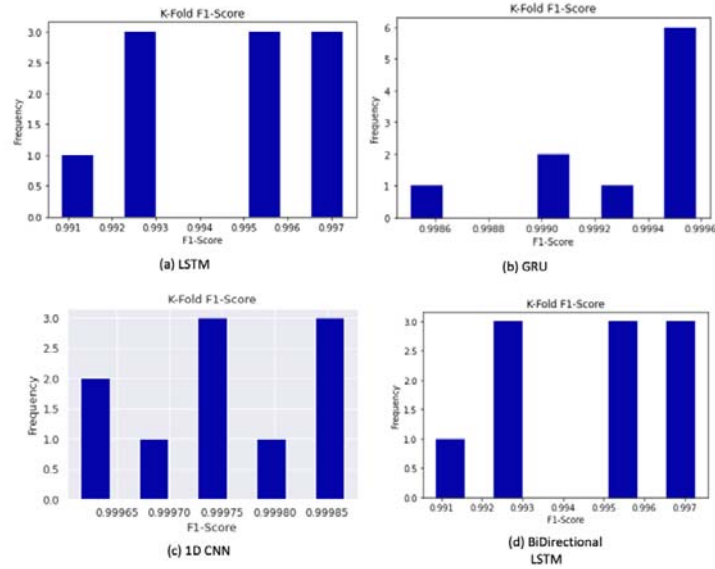 K-Fold F1-Score
Frequency
3.0
2.5
2.0
1.5
1.0
0.5
0.0
0.991 0.992 0.993 0.994 0.995 0.996 0.997
F1-Score
(a) LSTM
K-Fold F1-Score
Frequency
6
5
4
3
2
1
0
0.9986 0.9988 0.9990 0.9992 0.9994 0.9996
F1-Score
(b) GRU
K-Fold F1-Score
Frequency
3.0
2.5
2.0
1.5
1.0
0.5
0.0
0.99965 0.99970 0.99975 0.99980 0.99985
F1-Score
(c) 1D CNN
K-Fold F1-Score
Frequency
3.0
2.5
2.0
1.5
1.0
0.5
0.0
0.991 0.992 0.993 0.994 0.995 0.996 0.997
F1-Score
(d) BiDirectional
LSTM